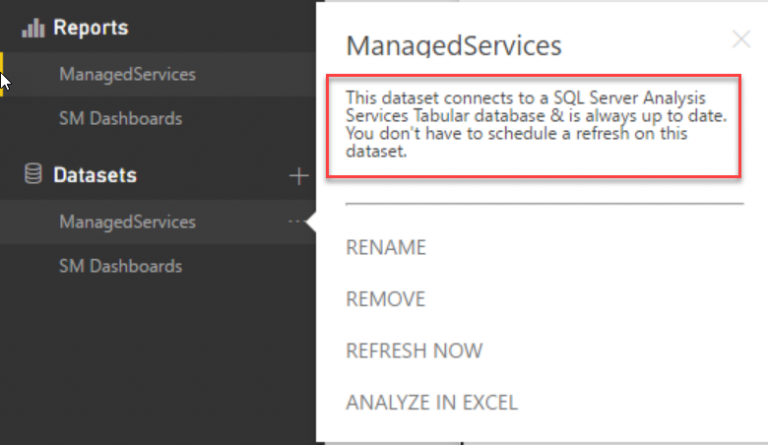 Reports
ManagedServices
SM Dashboards
Datasets
ManagedServices
SM Dashboards
ManagedServices
This dataset connects to a SQL Server Analysis
Services Tabular database & is always up to date.
You don't have to schedule a refresh on this
dataset.
RENAME
REMOVE
REFRESH NOW
ANALYZE IN EXCEL